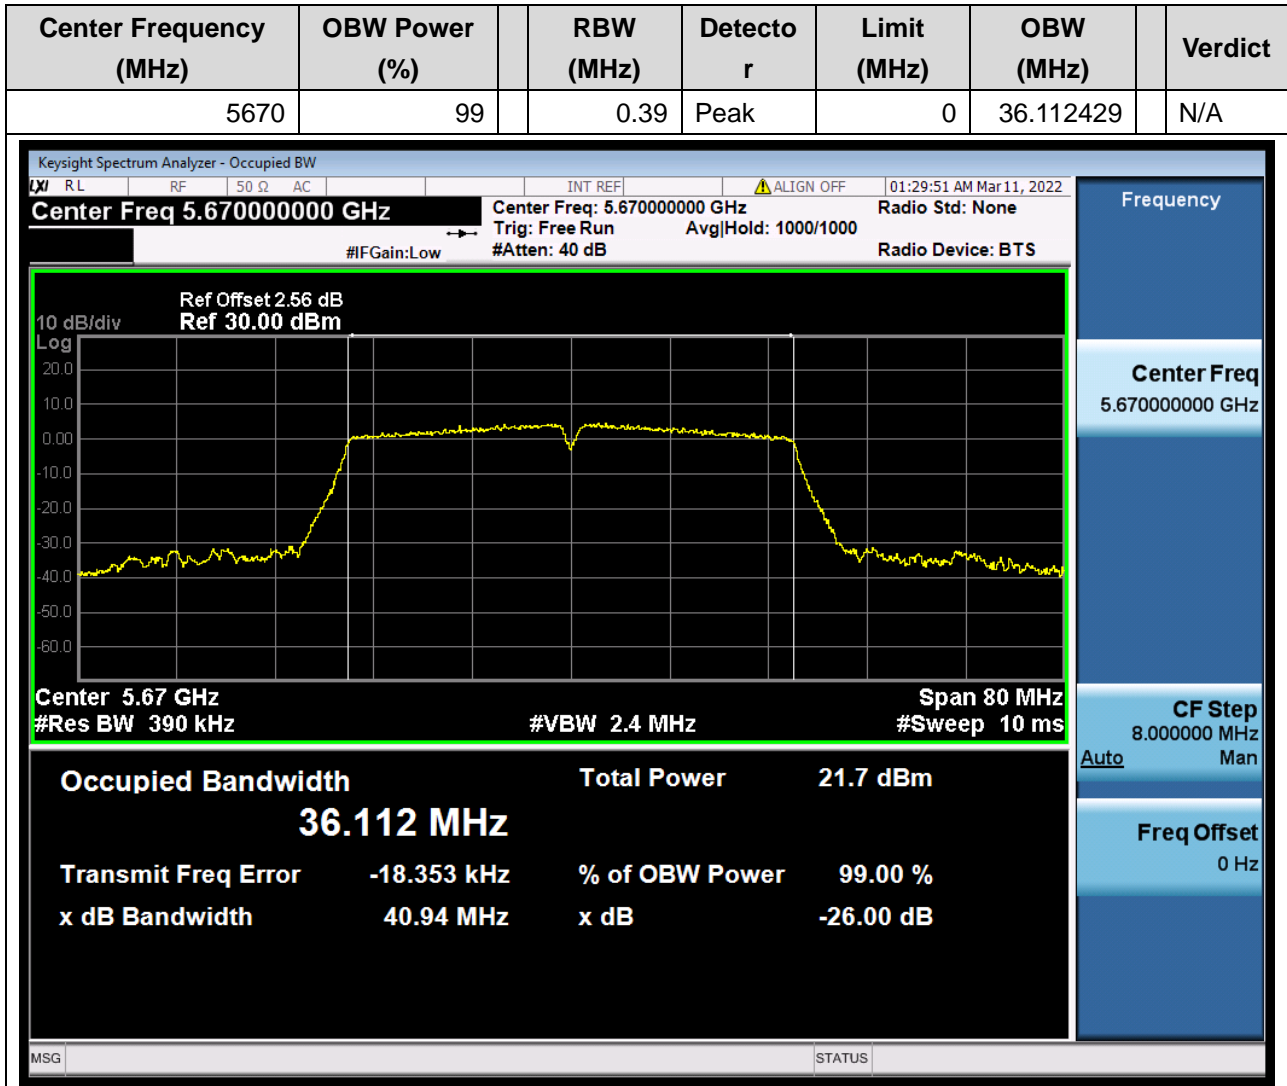 Center Frequency (MHz) OBW Power (%) RBW (MHz) Detector Limit (MHz) OBW (MHz) Verdict
5670 99 0.39 Peak 0 36.112429 N/A
Keysight Spectrum Analyzer - Occupied BW
LXI RL RF 50 Ω AC INT REF ALIGN OFF 01:29:51 AM Mar 11, 2022
Center Freq 5.670000000 GHz
Center Freq: 5.670000000 GHz
Radio Std: None
Trig: Free Run Avg|Hold: 1000/1000
#IFGain:Low
#Atten: 40 dB
Radio Device: BTS
Frequency
Ref Offset 2.56 dB
10 dB/div Ref 30.00 dBm
Log
20.0
10.0
0.00
-10.0
-20.0
-30.0
-40.0
-50.0
-60.0
Center 5.67 GHz Span 80 MHz
#Res BW 390 kHz #VBW 2.4 MHz #Sweep 10 ms
Center Freq
5.670000000 GHz
CF Step
8.000000 MHz
Auto Man
Freq Offset
0 Hz
Occupied Bandwidth Total Power 21.7 dBm
36.112 MHz
Transmit Freq Error -18.353 kHz % of OBW Power 99.00 %
x dB Bandwidth 40.94 MHz x dB -26.00 dB
MSG STATUS